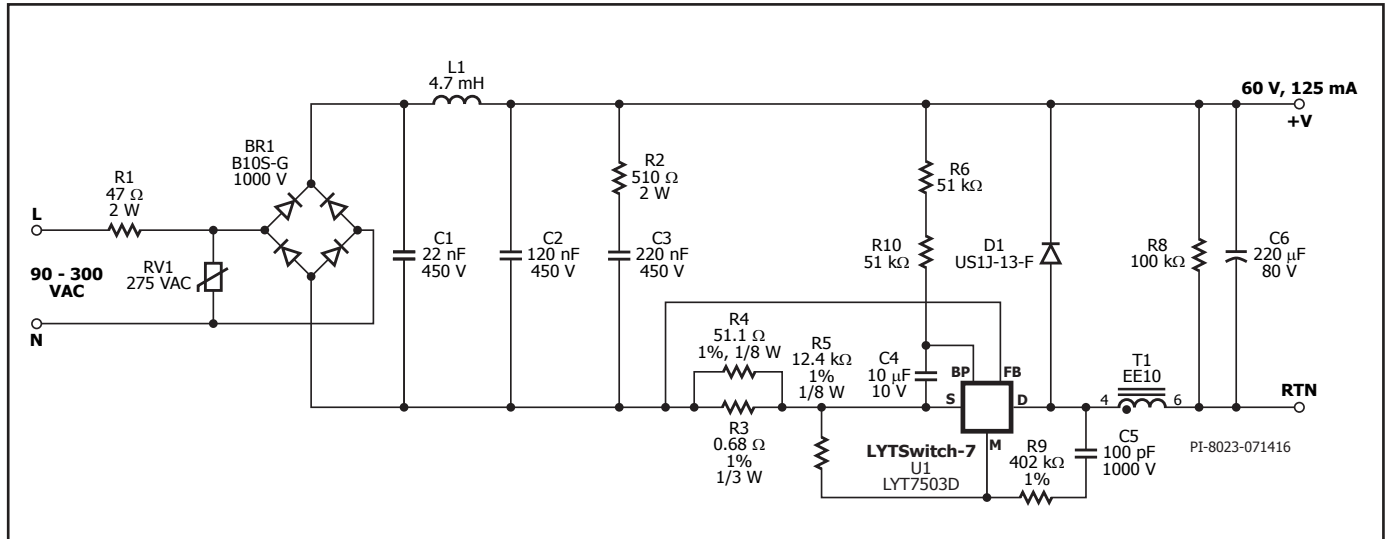 L1
4.7 mH
60 V, 125 mA
+V
BR1
B10S-G
1000 V
R1
47 Ω
2 W
L
R2
510 Ω
2 W
R6
51 kΩ
C1
22 nF
450 V
C2
120 nF
450 V
C3
220 nF
450 V
R10
51 kΩ
D1
US1J-13-F
R8
100 kΩ
C6
220 µF
80 V
90 - 300
VAC
RV1
275 VAC
N
R4
51.1 Ω
1%, 1/8 W
R5
12.4 kΩ
1%
1/8 W
C4
10 µF
10 V
BP
FB
S
D
M
T1
EE10
4
6
RTN
R3
0.68 Ω
1%
1/3 W
LYTSwitch-7
U1
LYT7503D
R9
402 kΩ
1%
C5
100 pF
1000 V
PI-8023-071416